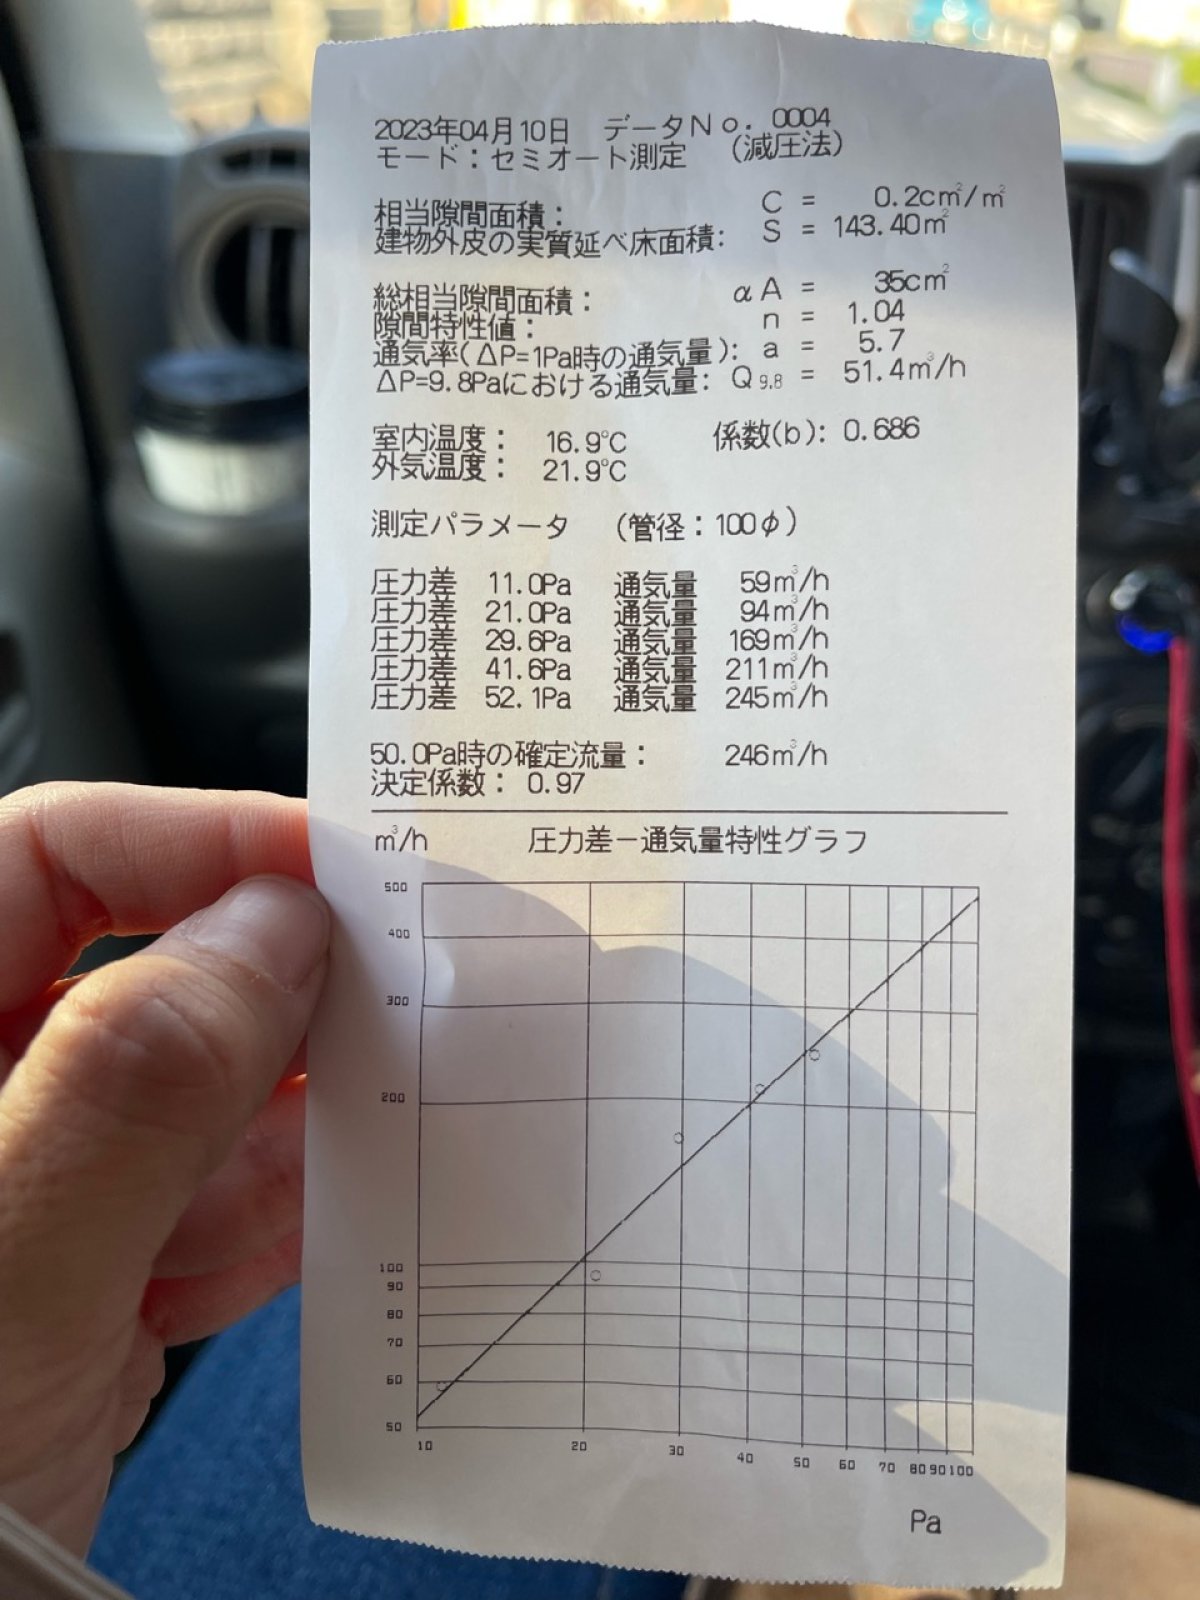 2023年04月10日 データNo. 0004
モード：セミオート測定 (減圧法)
相当隙間面積： C = 0.2cm²/㎡
建物外皮の実質延べ床面積： S = 143.40㎡
総相当隙間面積： αA = 35cm²
隙間特性値： n = 1.04
通気率(ΔP=1Pa時の通気量)： a = 5.7
ΔP=9.8Paにおける通気量： Q9.8 = 51.4m³/h
室内温度： 16.9℃ 係数(b)： 0.686
外気温度： 21.9℃
測定パラメータ (管径：100φ)
圧力差 11.0Pa 通気量 59m³/h
圧力差 21.0Pa 通気量 94m³/h
圧力差 29.6Pa 通気量 169m³/h
圧力差 41.6Pa 通気量 211m³/h
圧力差 52.1Pa 通気量 245m³/h
50.0Pa時の確定流量： 246m³/h
決定係数： 0.97
m³/h 圧力差－通気量特性グラフ
500
400
300
200
100
90
80
70
60
50
10 20 30 40 50 60 70 80 90 100
Pa